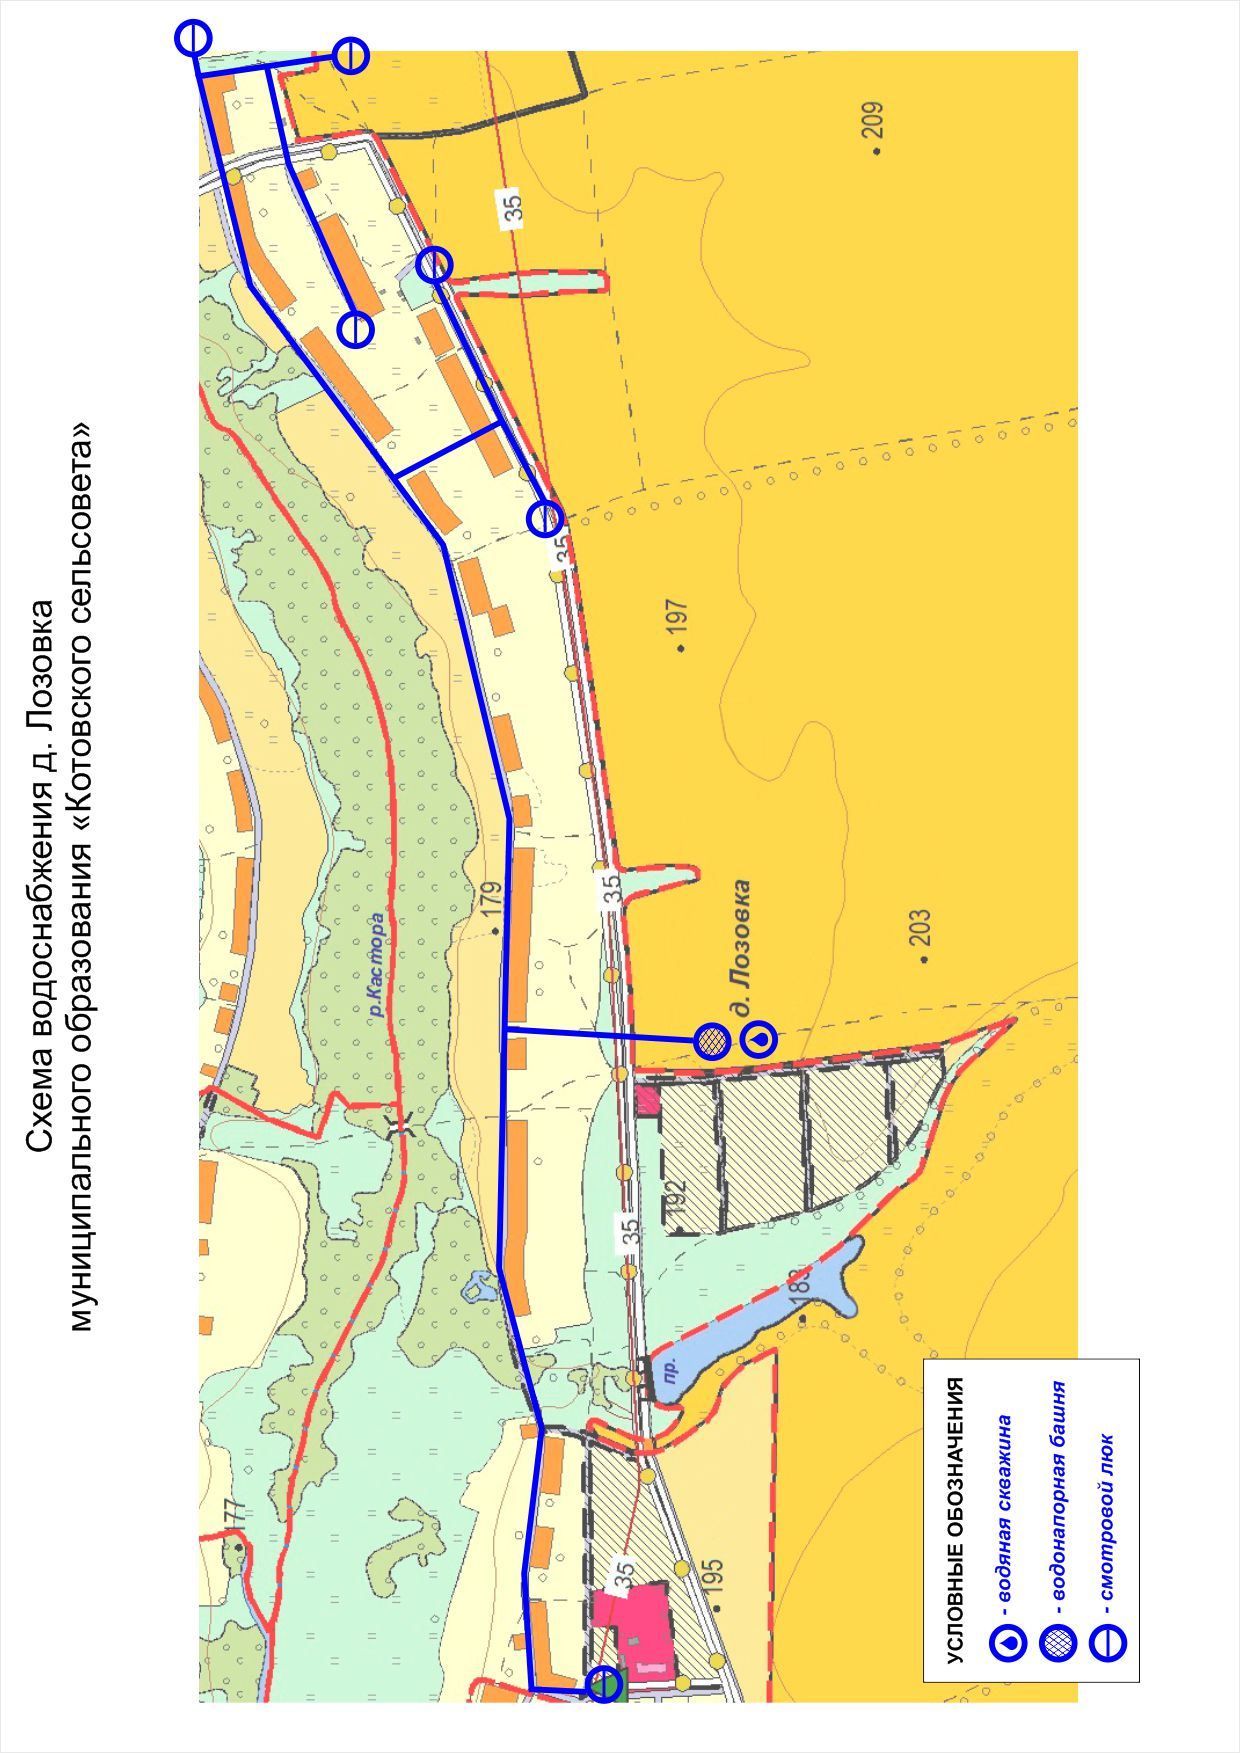 Схема водоснабжения д. Лозовка
муниципального образования «Котовского сельсовета»
209
35
35
197
р.Кастора
179
35
д. Лозовка
203
192
35
183
пр.
177
35
195
УСЛОВНЫЕ ОБОЗНАЧЕНИЯ
- водяная скважина
- водонапорная башня
- смотровой люк